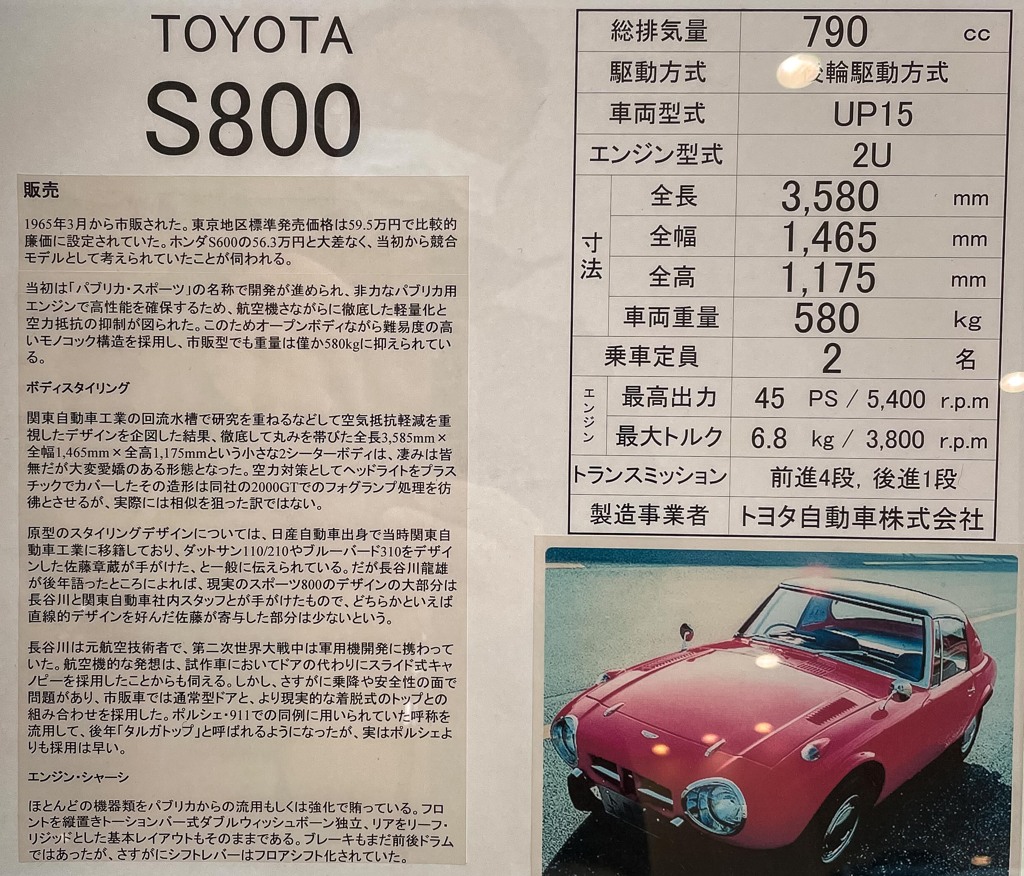 TOYOTA
S800
販売
1965年3月から市販された。東京地区標準発売価格は59.5万円で比較的
廉価に設定されていた。ホンダS600の56.3万円と大差なく、当初から競合
モデルとして考えられていたことが伺われる。
当初は「パブリカ・スポーツ」の名称で開発が進められ、非力なパブリカ用
エンジンで高性能を確保するため、航空機さながらに徹底した軽量化と
空力抵抗の抑制が図られた。このためオープンボディながら難易度の高
いモノコック構造を採用し、市販型でも重量は僅か580kgに抑えられてい
る。
ボディスタイリング
関東自動車工業の回流水槽で研究を重ねるなどして空気抵抗軽減を重
視したデザインを企図した結果、徹底して丸みを帯びた全長3,585mm×
全幅1,465mm×全高1,175mmという小さな2シーターボディは、凄みは皆
無だが大変愛嬌のある形態となった。空力対策としてヘッドライトをプラス
チックでカバーしたその造形は同社の2000GTでのフォグランプ処理を彷
彿とさせるが、実際には相似を狙った訳ではない。
原型のスタイリングデザインについては、日産自動車出身で当時関東自
動車工業に移籍しており、ダットサン110/210やブルーバード310をデザイ
ンした佐藤章蔵が手がけた、と一般に伝えられている。だが長谷川龍雄
が後年語ったところによれば、現実のスポーツ800のデザインの大部分は
長谷川と関東自動車社内スタッフとが手がけたもので、どちらかといえば
直線的デザインを好んだ佐藤が寄与した部分は少ないという。
長谷川は元航空技術者で、第二次世界大戦中は軍用機開発に携わって
いた。航空機的な発想は、試作車においてドアの代わりにスライド式キャ
ノピーを採用したことからも伺える。しかし、さすがに乗降や安全性の面で
問題があり、市販車では通常型ドアと、より現実的な着脱式のトップとの
組み合わせを採用した。ポルシェ・911での同例に用いられていた呼称を
流用して、後年「タルガトップ」と呼ばれるようになったが、実はポルシェよ
りも採用は早い。
エンジン・シャーシ
ほとんどの機器類をパブリカからの流用もしくは強化で賄っている。フロ
ントを縦置きトーションバー式ダブルウィッシュボーン独立、リアをリーフ・
リジッドとした基本レイアウトもそのままである。ブレーキもまだ前後ドラム
ではあったが、さすがにシフトレバーはフロアシフト化されていた。
総排気量 790 cc
駆動方式 輪駆動方式
車両型式 UP15
エンジン型式 2U
寸法
全長 3,580 mm
全幅 1,465 mm
全高 1,175 mm
車両重量 580 kg
乗車定員 2 名
エンジン
最高出力 45 PS / 5,400 r.p.m
最大トルク 6.8 kg / 3,800 r.p.m
トランスミッション 前進4段，後進1段
製造事業者 トヨタ自動車株式会社